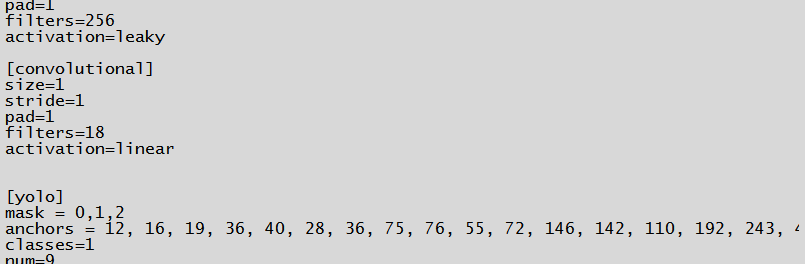 pad=1
filters=256
activation=leaky
[convolutional]
size=1
stride=1
pad=1
filters=18
activation=linear
[yolo]
mask = 0,1,2
anchors = 12, 16, 19, 36, 40, 28, 36, 75, 76, 55, 72, 146, 142, 110, 192, 243,
classes=1
num=9